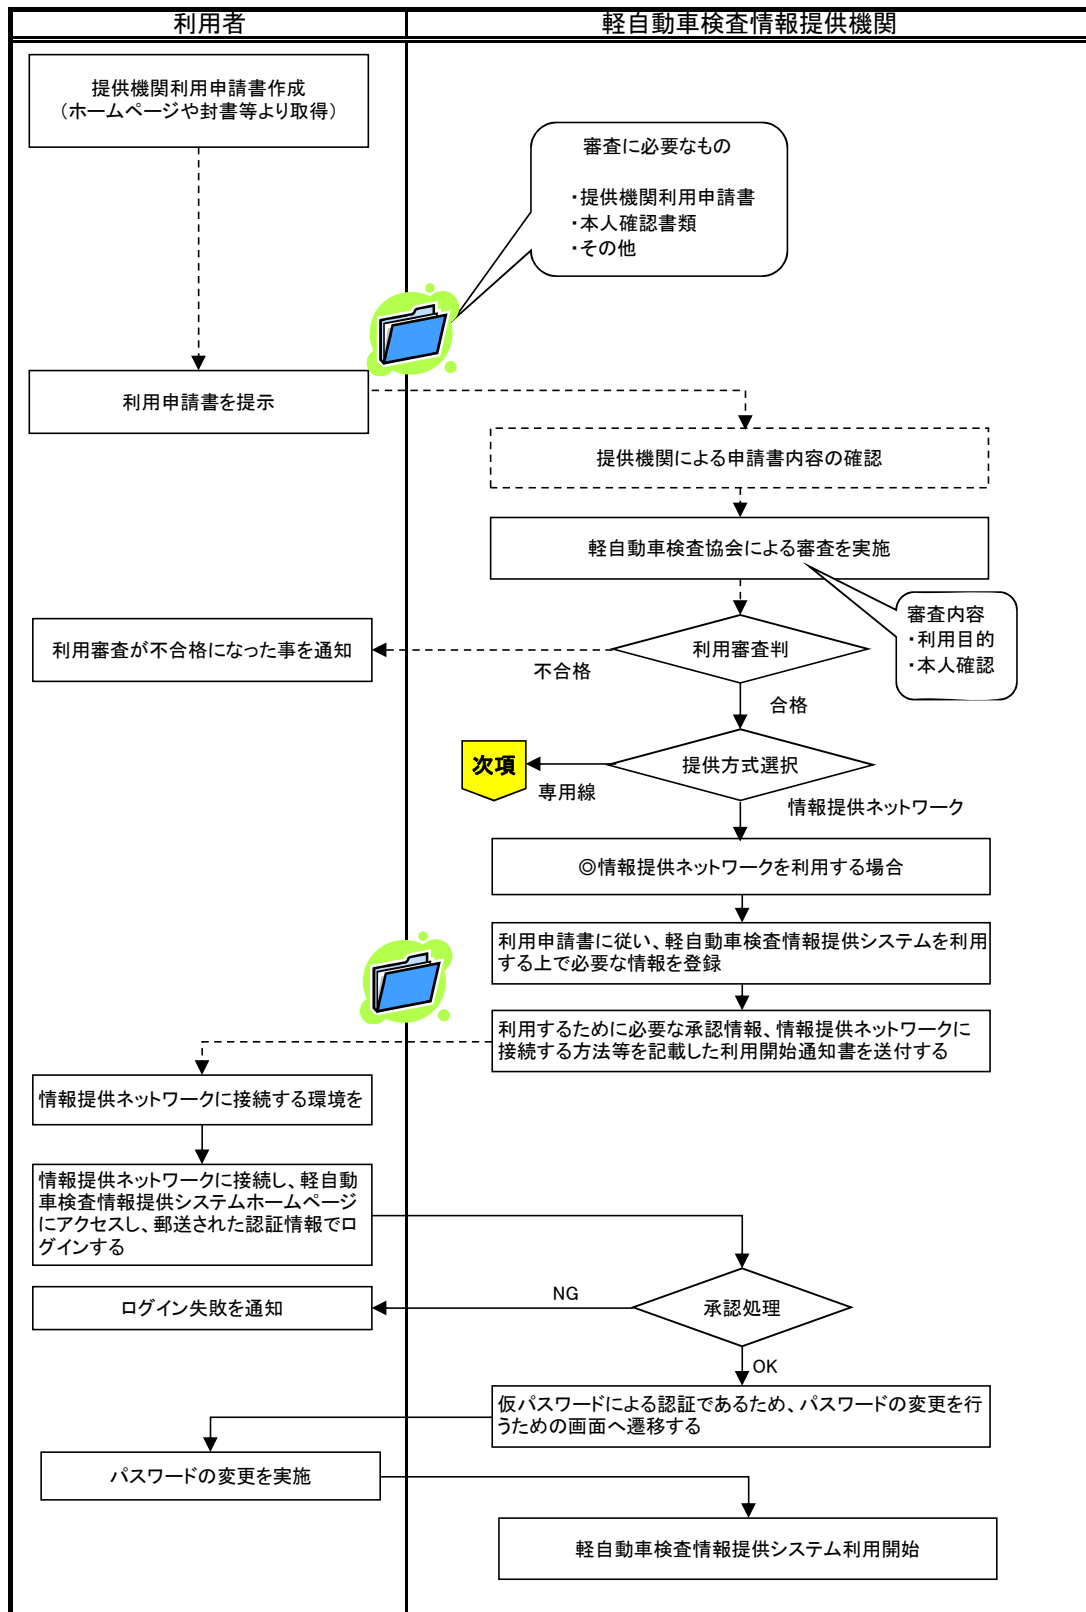 利用者
軽自動車検査情報提供機関
提供機関利用申請書作成
（ホームページや封書等より取得）
審査に必要なもの
・提供機関利用申請書
・本人確認書類
・その他
利用申請書を提示
提供機関による申請書内容の確認
軽自動車検査協会による審査を実施
審査内容
・利用目的
・本人確認
利用審査が不合格になった事を通知
利用審査判
不合格
合格
次項
提供方式選択
専用線
情報提供ネットワーク
◎情報提供ネットワークを利用する場合
利用申請書に従い、軽自動車検査情報提供システムを利用
する上で必要な情報を登録
利用するために必要な承認情報、情報提供ネットワークに
接続する方法等を記載した利用開始通知書を送付する
情報提供ネットワークに接続する環境を
情報提供ネットワークに接続し、軽自動
車検査情報提供システムホームページ
にアクセスし、郵送された認証情報でロ
グインする
ログイン失敗を通知
NG
承認処理
OK
仮パスワードによる認証であるため、パスワードの変更を行
うための画面へ遷移する
パスワードの変更を実施
軽自動車検査情報提供システム利用開始